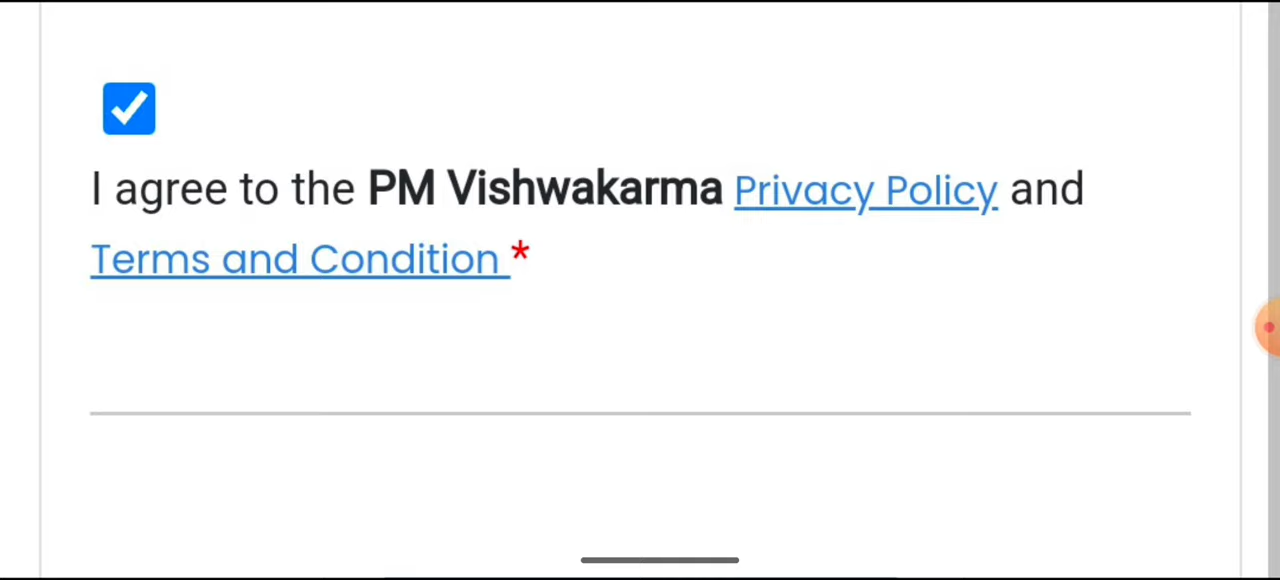 I agree to the PM Vishwakarma Privacy Policy and
Terms and Condition *